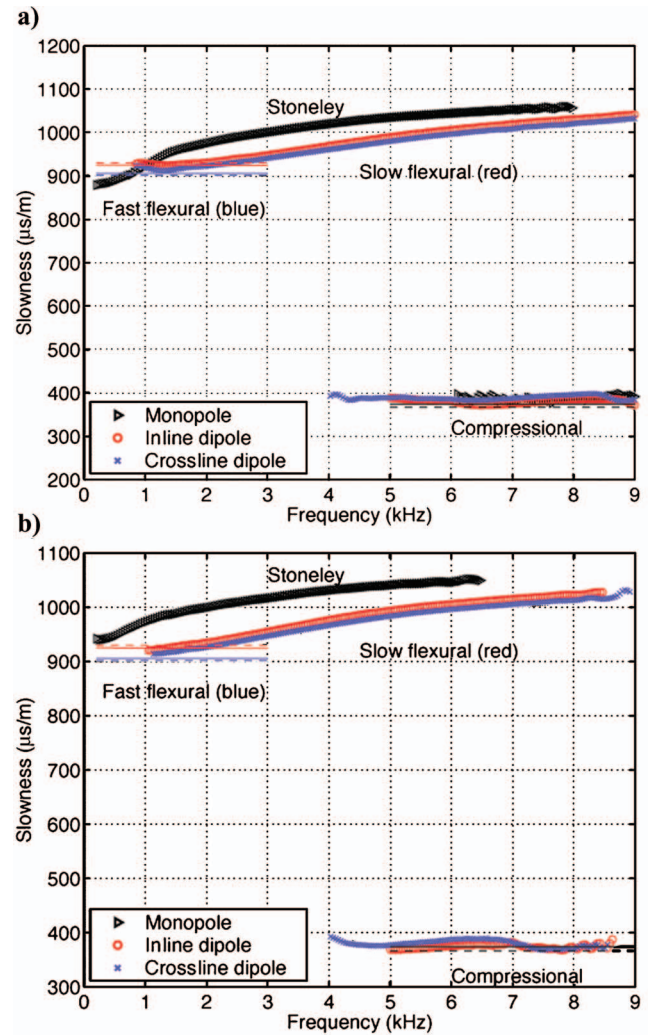 a)
1200
1100
Stoneley
1000
900
Slow flexural (red)
Fast flexural (blue)
800
700
600
500
400
300
200
Slowness (µs/m)
Monopole
Inline dipole
Crossline dipole
Compressional
0 1 2 3 4 5 6 7 8 9
Frequency (kHz)
b)
1100
Stoneley
1000
900
Slow flexural (red)
Fast flexural (blue)
800
700
600
500
400
300
Slowness (µs/m)
Monopole
Inline dipole
Crossline dipole
Compressional
0 1 2 3 4 5 6 7 8 9
Frequency (kHz)